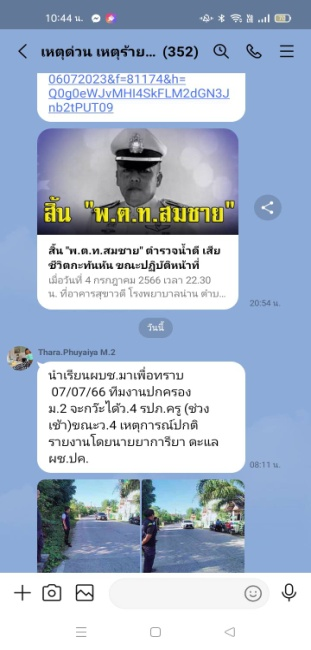 10:44 น.
เหตุด่วน เหตุร้าย... (352)
06072023&f=81174&h=
Q0g0eWJvMHI4SkFLM2dGN3J
nb2tPUT09
สิ้น "พ.ต.ท.สมชาย"
สิ้น "พ.ต.ท.สมชาย" ตำรวจน้ำดี เสีย
ชีวิตกะทันหัน ขณะปฏิบัติหน้าที่
เมื่อวันที่ 4 กรกฎาคม 2566 เวลา 22.30
น. ที่อาคารสุขาวดี โรงพยาบาลน่าน ตำบ...
20:54 น.
วันนี้
Thara.Phuyaiya M.2
นำเรียนผบช.มาเพื่อทราบ
07/07/66 ทีมงานปกครอง
ม.2 จะกว๊ะไต๋ว.4 รปภ.ครู (ช่วง
เช้า)ขณะว.4 เหตุการณ์ปกติ
รายงานโดยนายยาการียา ตะแล
ผช.ปค.
08:11 น.